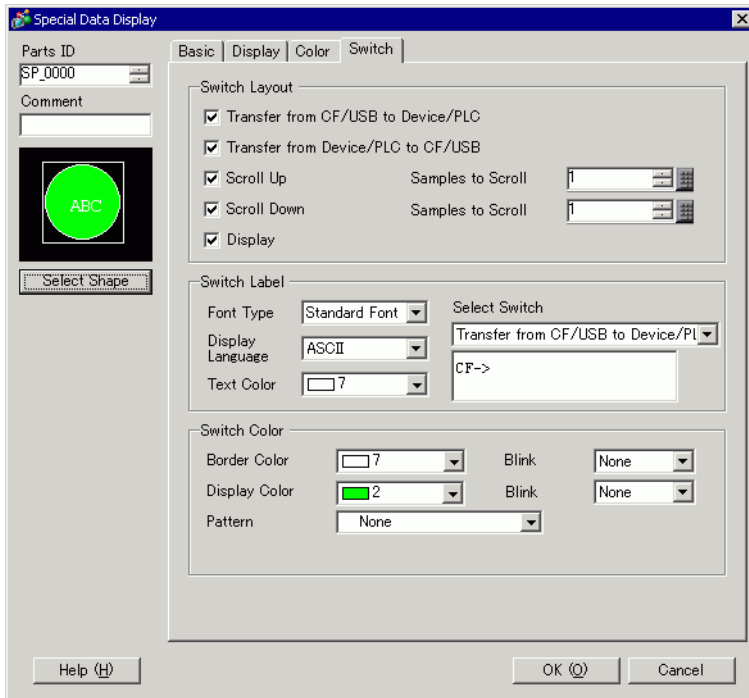 Special Data Display
Parts ID
SP_0000
Comment
ABC
Select Shape
Basic Display Color Switch
Switch Layout
Transfer from CF/USB to Device/PLC
Transfer from Device/PLC to CF/USB
Scroll Up Samples to Scroll 1
Scroll Down Samples to Scroll 1
Display
Switch Label
Font Type Standard Font
Display Language ASCII
Text Color 7
Select Switch
Transfer from CF/USB to Device/PL
CF->
Switch Color
Border Color 7 Blink None
Display Color 2 Blink None
Pattern None
Help (H) OK (O) Cancel